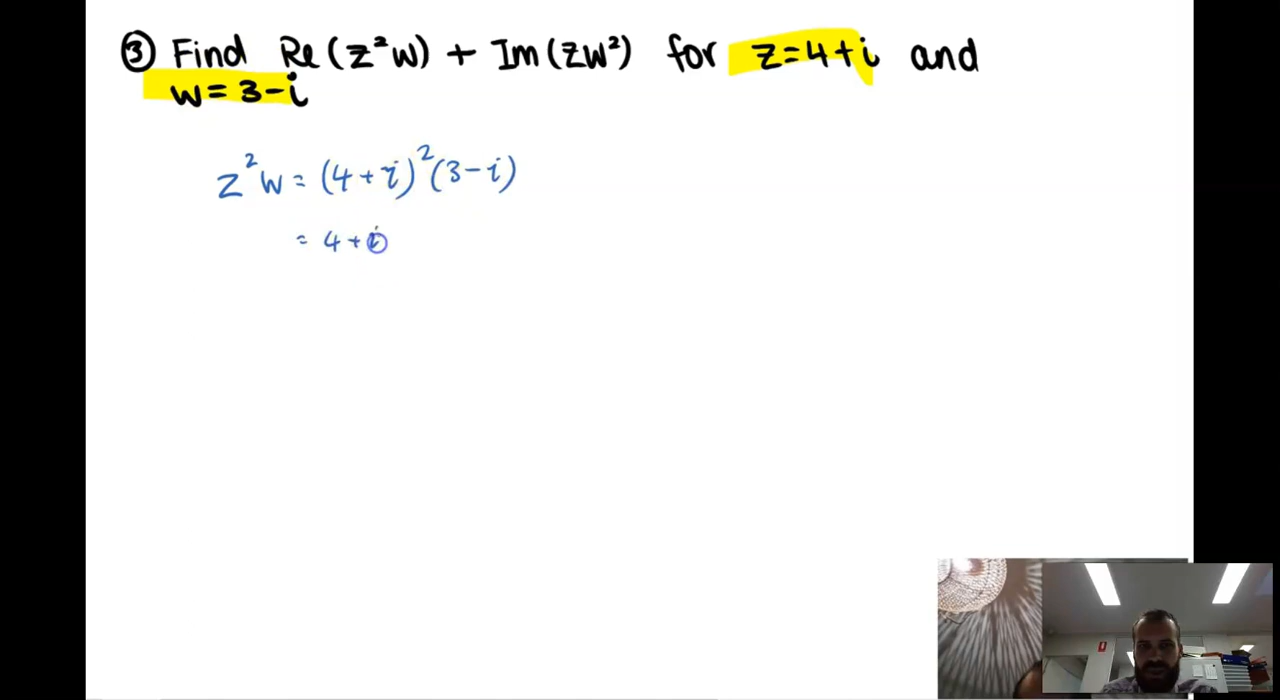 ③ Find Re(z²w) + Im(zw²) for z=4+i and
w=3-i
z²w = (4+i)²(3-i)
= 4+i